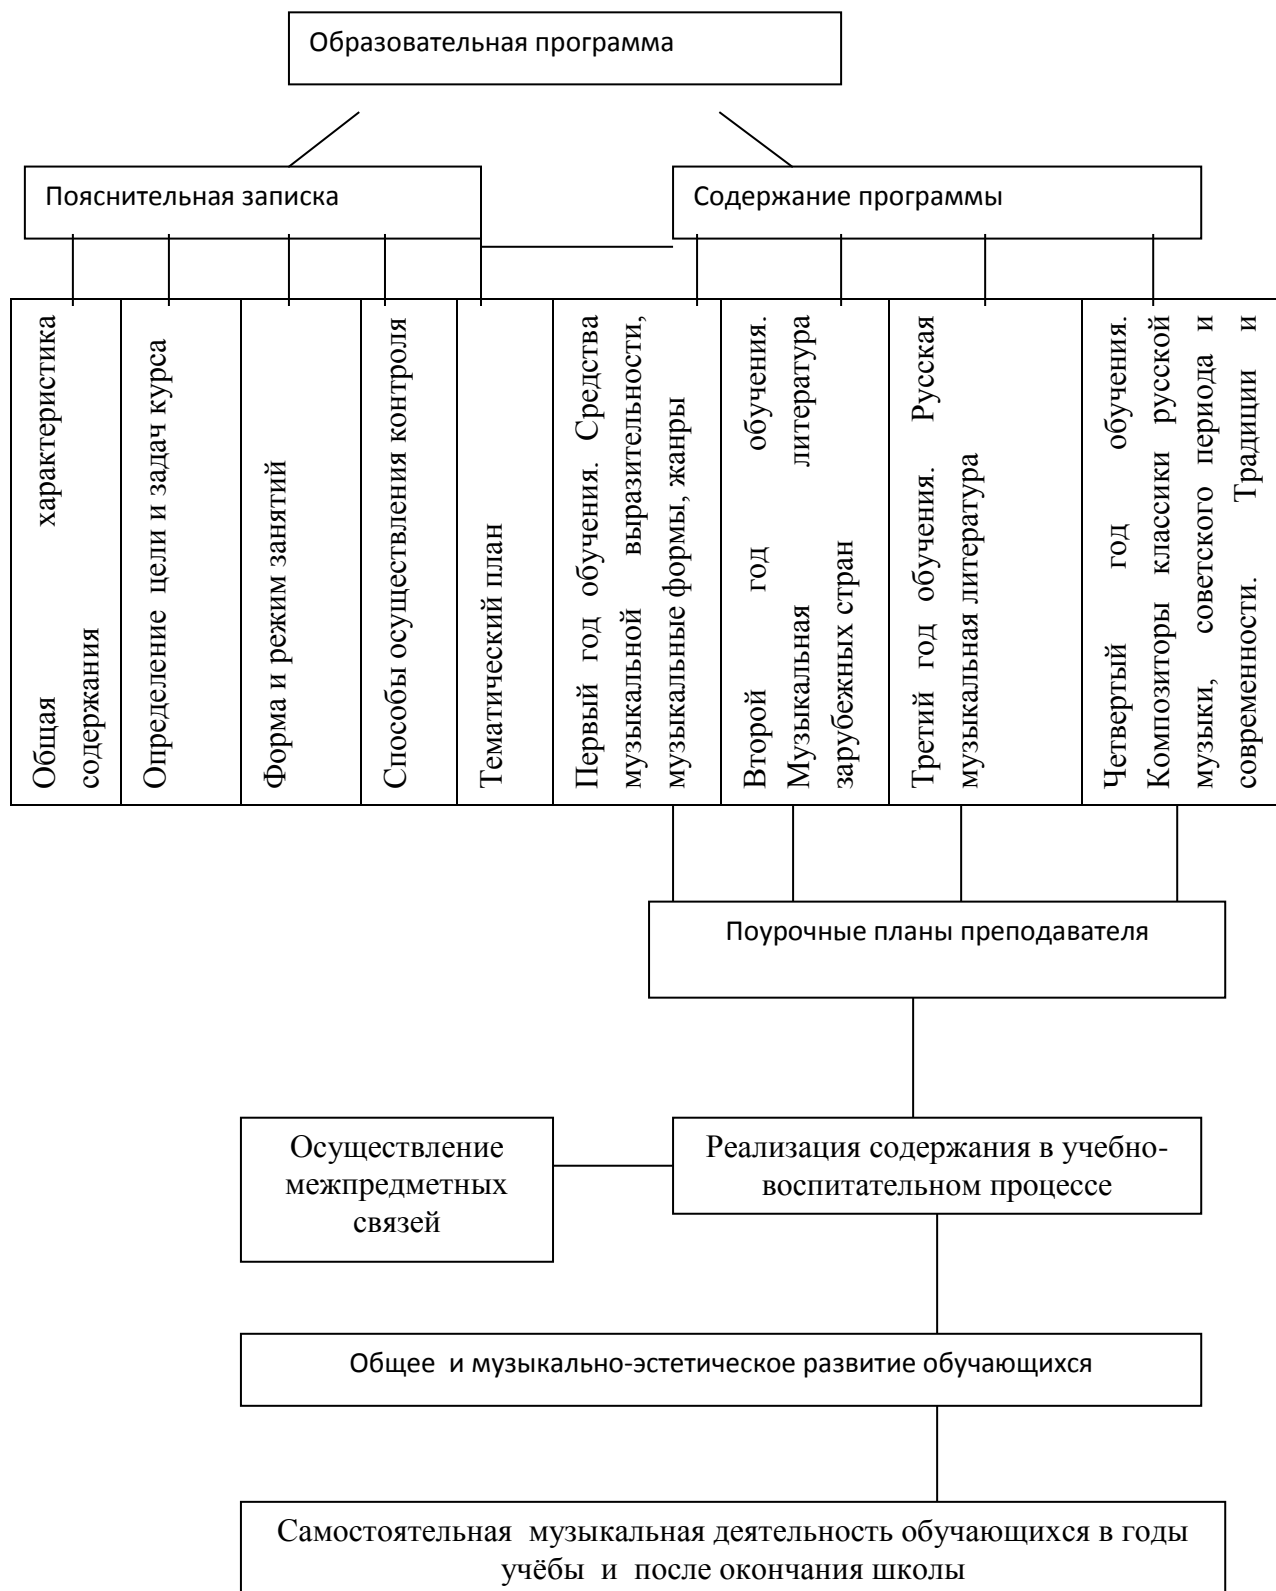 Образовательная программа
Пояснительная записка
Содержание программы
Общая характеристика
содержания
Определение цели и задач курса
Форма и режим занятий
Способы осуществления контроля
Тематический план
Первый год обучения. Средства
музыкальной выразительности,
музыкальные формы, жанры
Второй год обучения.
Музыкальная литература
зарубежных стран
Третий год обучения. Русская
музыкальная литература
Четвертый год обучения.
Композиторы классики русской
музыки, советского периода и
современности. Традиции и
Поурочные планы преподавателя
Осуществление
межпредметных
связей
Реализация содержания в учебно-
воспитательном процессе
Общее и музыкально-эстетическое развитие обучающихся
Самостоятельная музыкальная деятельность обучающихся в годы
учёбы и после окончания школы